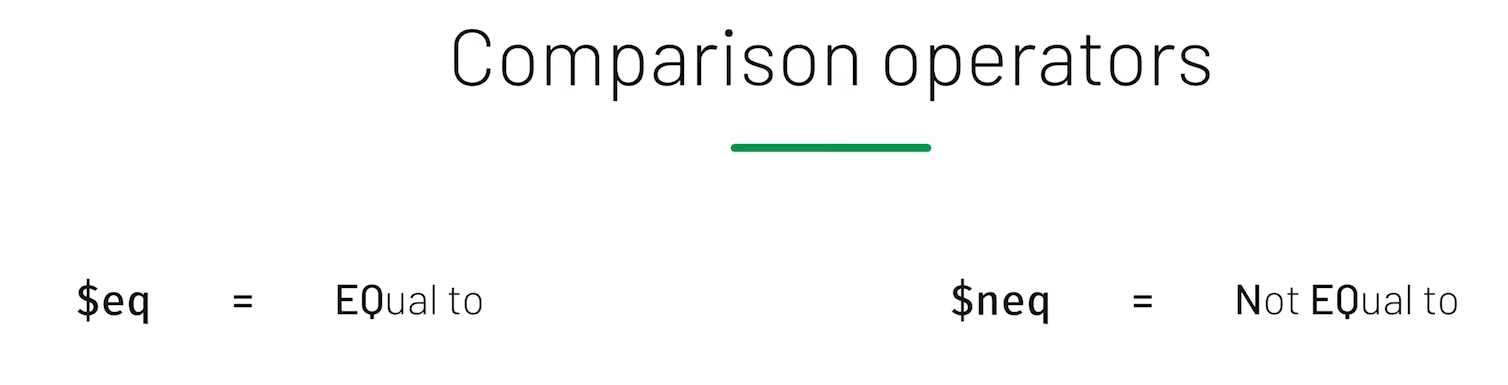 Comparison operators
$eq = EQual to $neq = Not EQual to